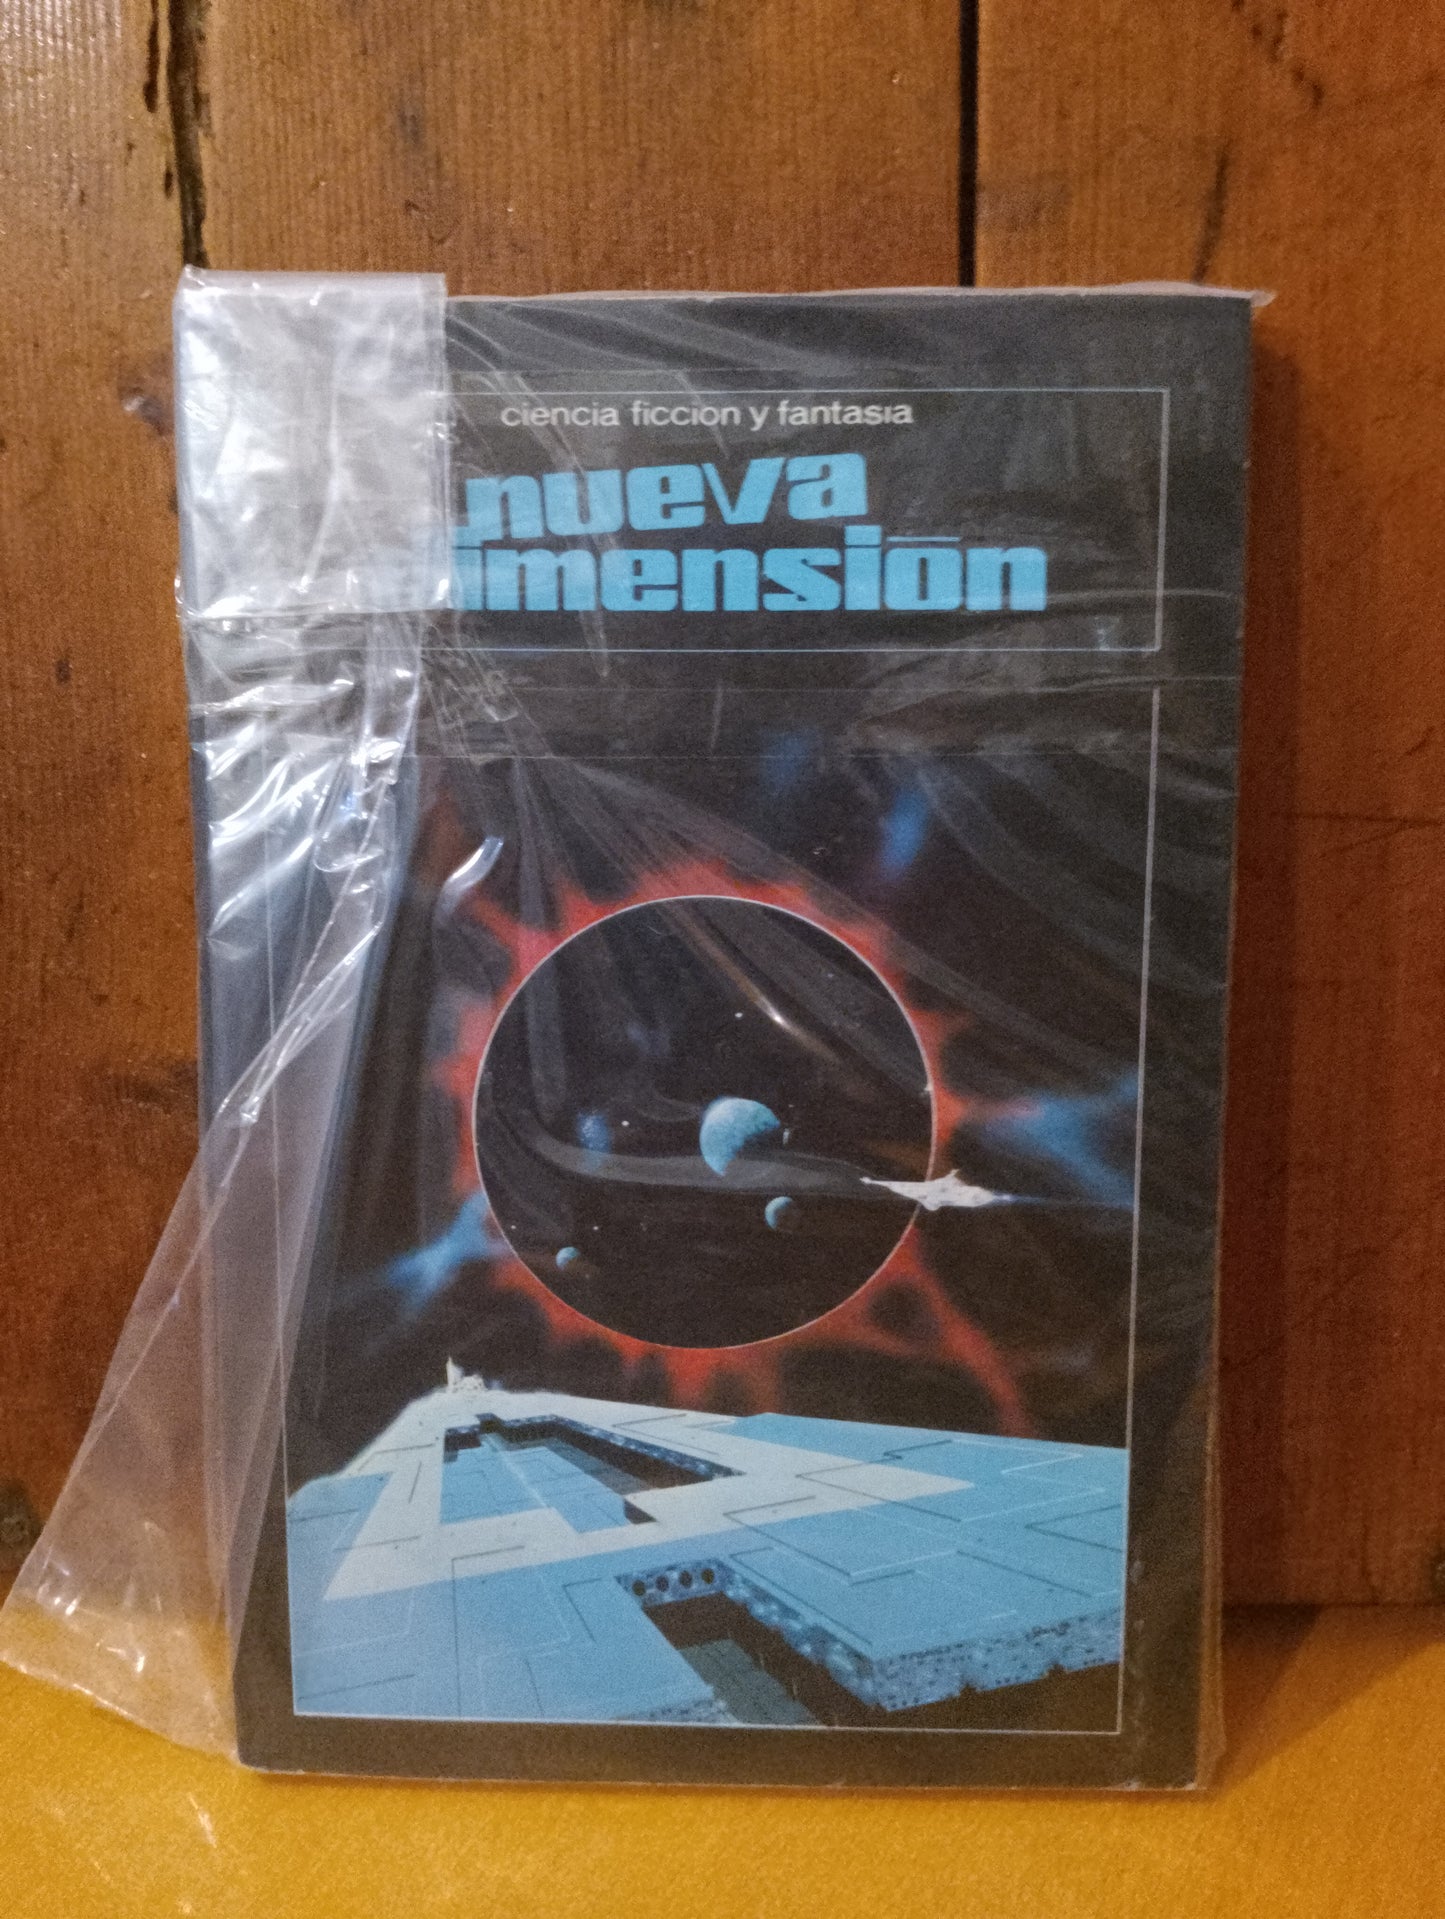 ciencia ficcion y fantasia
nueva
dimensión